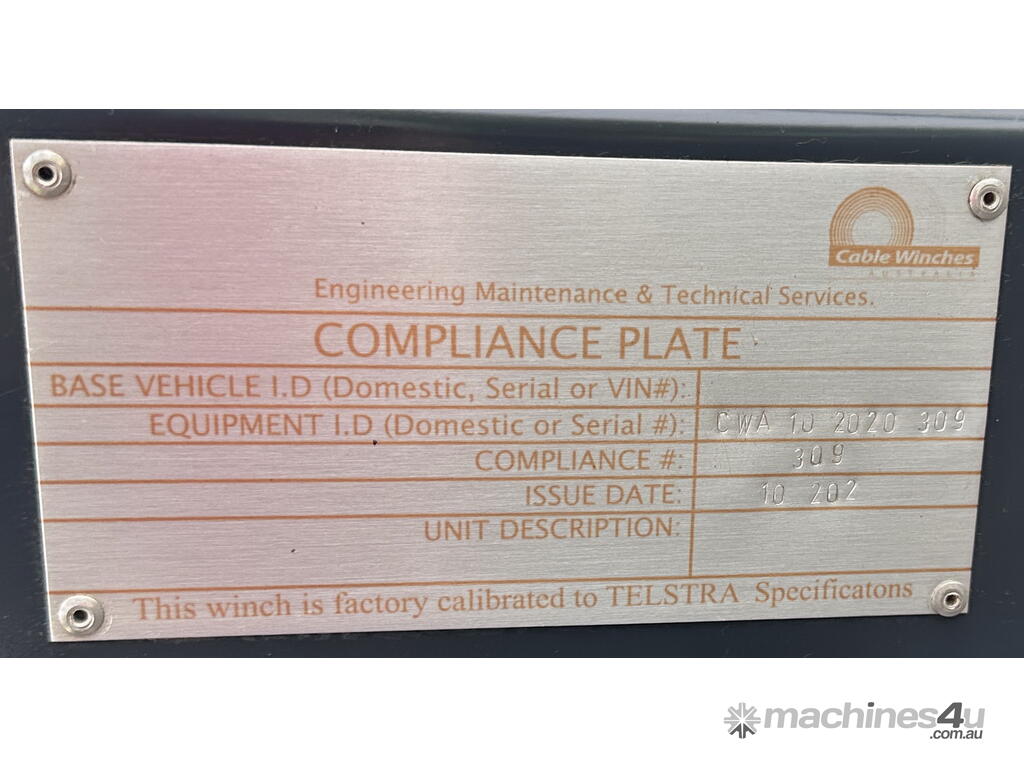 Cable Winches
AUSTRALIA
Engineering Maintenance & Technical Services.
COMPLIANCE PLATE
BASE VEHICLE I.D (Domestic, Serial or VIN#):
EQUIPMENT I.D (Domestic or Serial #): CWA 10 2020 309
COMPLIANCE #: 309
ISSUE DATE: 10 202
UNIT DESCRIPTION:
This winch is factory calibrated to TELSTRA Specificatons
machines4u
.com.au